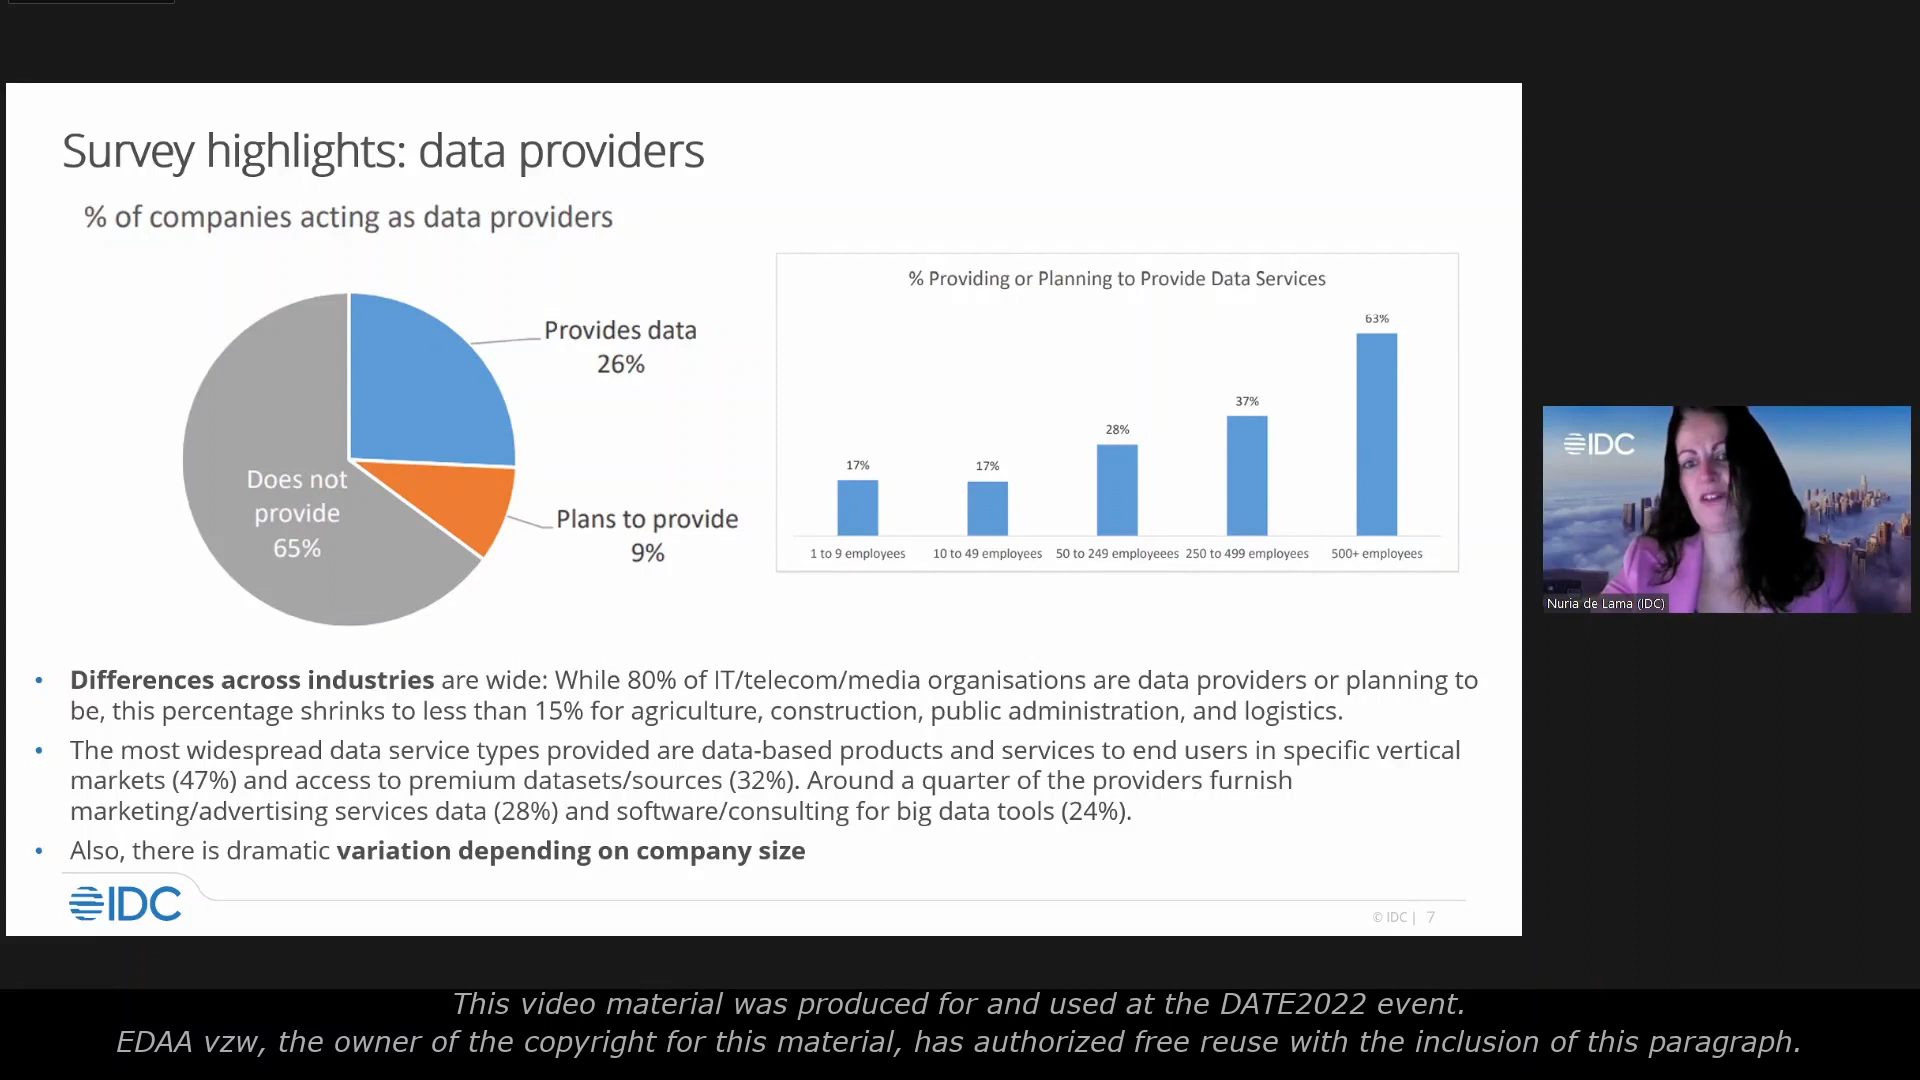 Survey highlights: data providers
% of companies acting as data providers
Provides data
26%
Does not
provide
65%
Plans to provide
9%
% Providing or Planning to Provide Data Services
17%
17%
28%
37%
63%
1 to 9 employees
10 to 49 employees
50 to 249 employeees
250 to 499 employees
500+ employees
• Differences across industries are wide: While 80% of IT/telecom/media organisations are data providers or planning to
be, this percentage shrinks to less than 15% for agriculture, construction, public administration, and logistics.
• The most widespread data service types provided are data-based products and services to end users in specific vertical
markets (47%) and access to premium datasets/sources (32%). Around a quarter of the providers furnish
marketing/advertising services data (28%) and software/consulting for big data tools (24%).
• Also, there is dramatic variation depending on company size
IDC
© IDC | 7
IDC
Nuria de Lama (IDC)
This video material was produced for and used at the DATE2022 event.
EDAA vzw, the owner of the copyright for this material, has authorized free reuse with the inclusion of this paragraph.